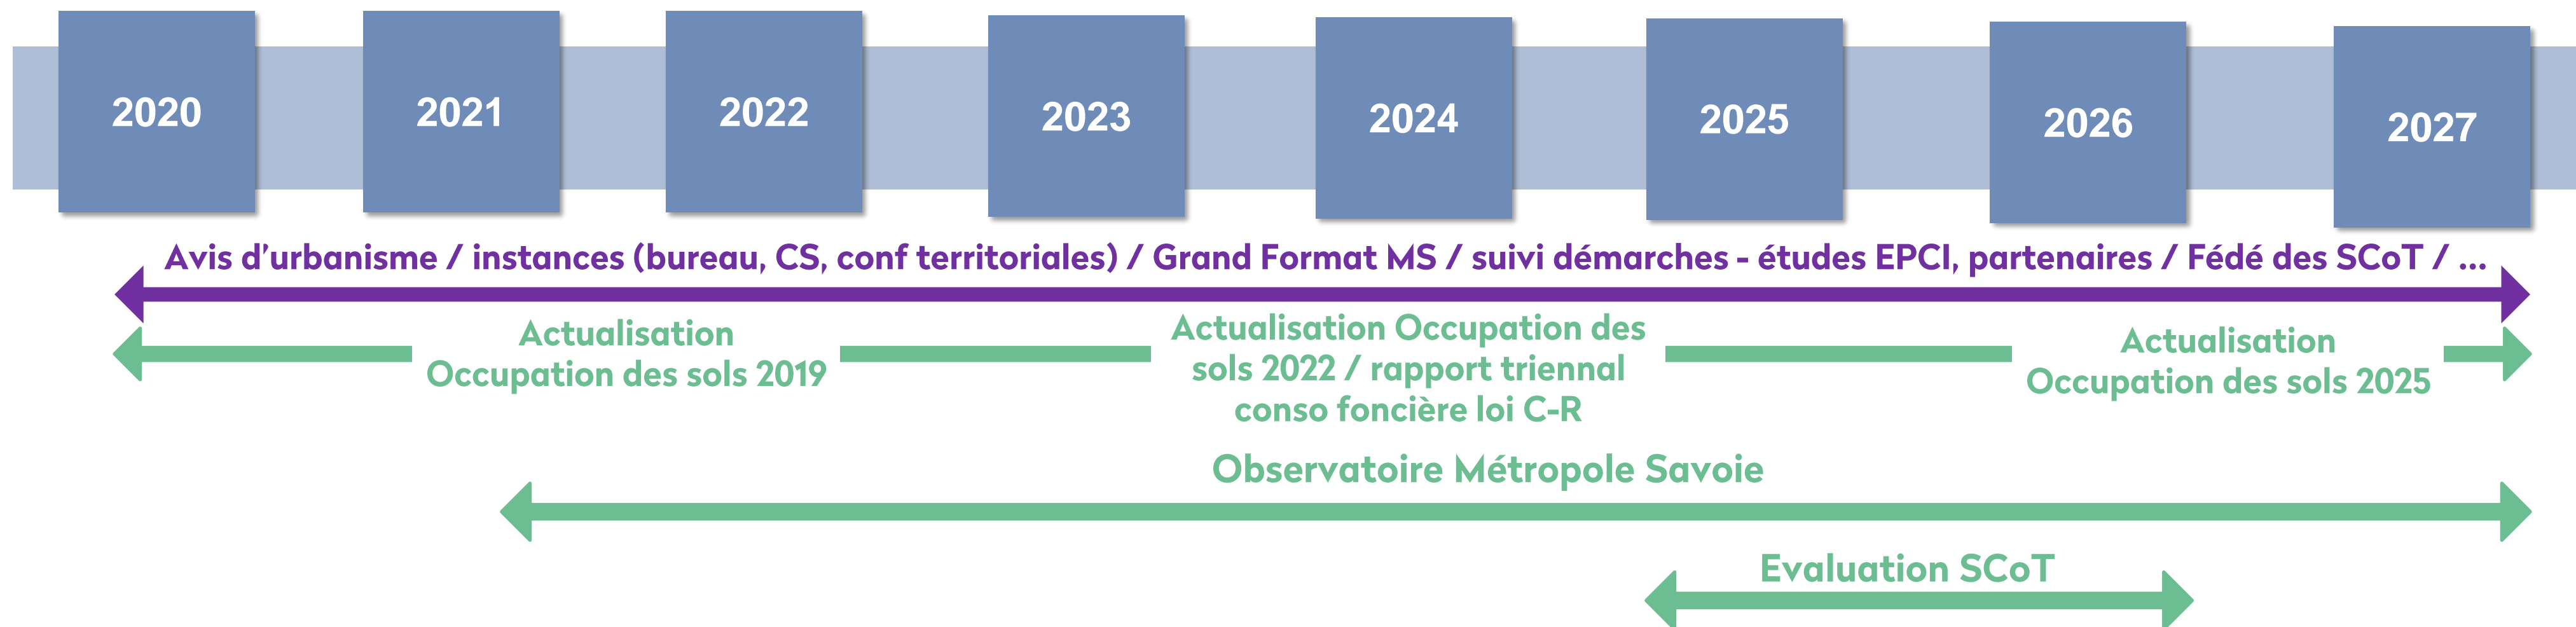 2020
2021
2022
2023
2024
2025
2026
2027
Avis d'urbanisme / instances (bureau, CS, conf territoriales) / Grand Format MS / suivi démarches - études EPCI, partenaires / Fédé des SCoT / ...
Actualisation
Occupation des sols 2019
Actualisation Occupation des
sols 2022 / rapport triennal
conso foncière loi C-R
Actualisation
Occupation des sols 2025
Observatoire Métropole Savoie
Evaluation SCoT